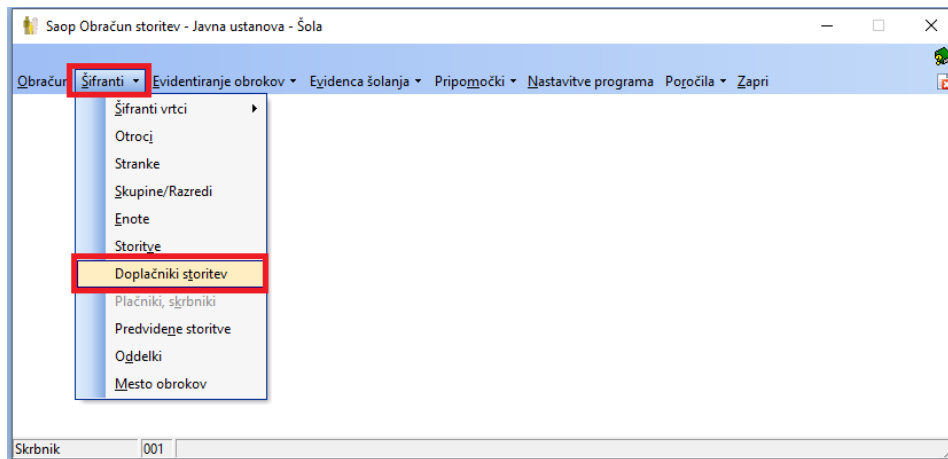 Saop Obračun storitev - Javna ustanova - Šola
Obračun Šifranti Evidentiranje obrokov Evidenca šolanja Pripomočki Nastavitve programa Poročila Zapri
Šifranti vrtci
Otroci
Stranke
Skupine/Razredi
Enote
Storitve
Doplačniki storitev
Plačniki, skrbniki
Predvidene storitve
Oddelki
Mesto obrokov
Skrbnik 001